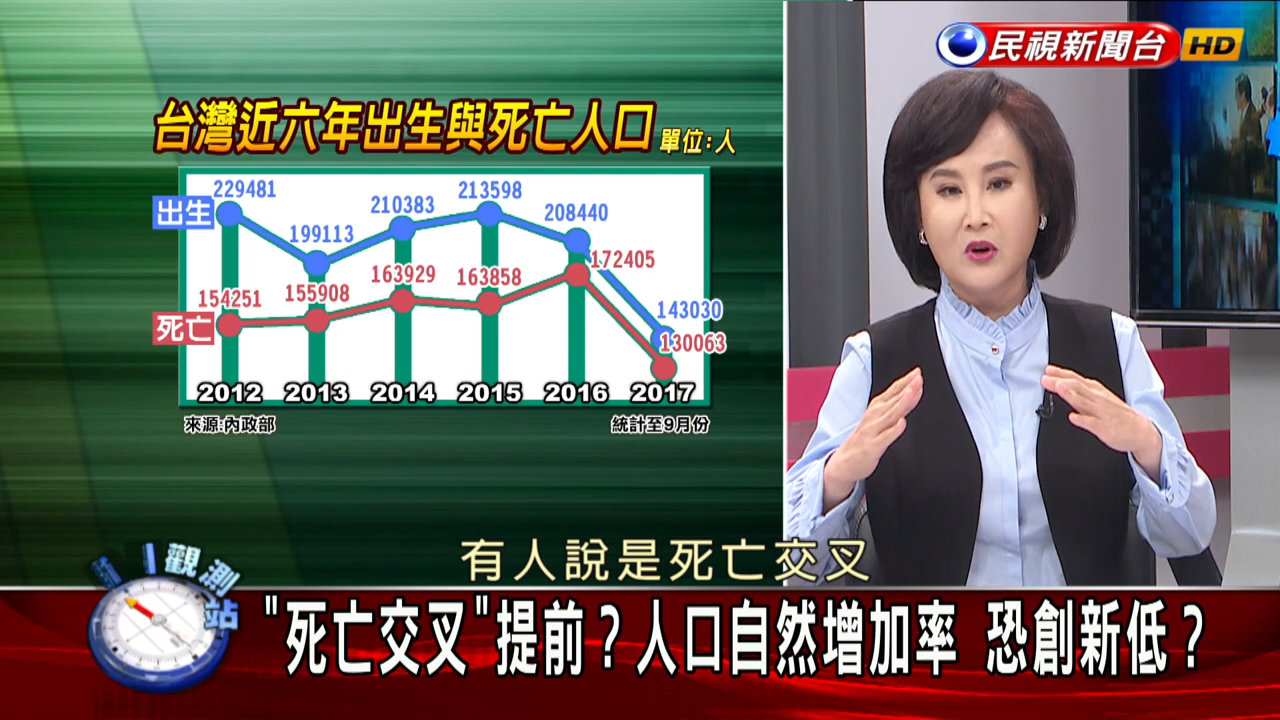 民視新聞台 HD
台灣近六年出生與死亡人口 單位:人
出生
229481
199113
210383
213598
208440
143030
死亡
154251
155908
163929
163858
172405
130063
2012 2013 2014 2015 2016 2017
來源:內政部
統計至9月份
有人說是死亡交叉
觀測站
"死亡交叉"提前?人口自然增加率 恐創新低?